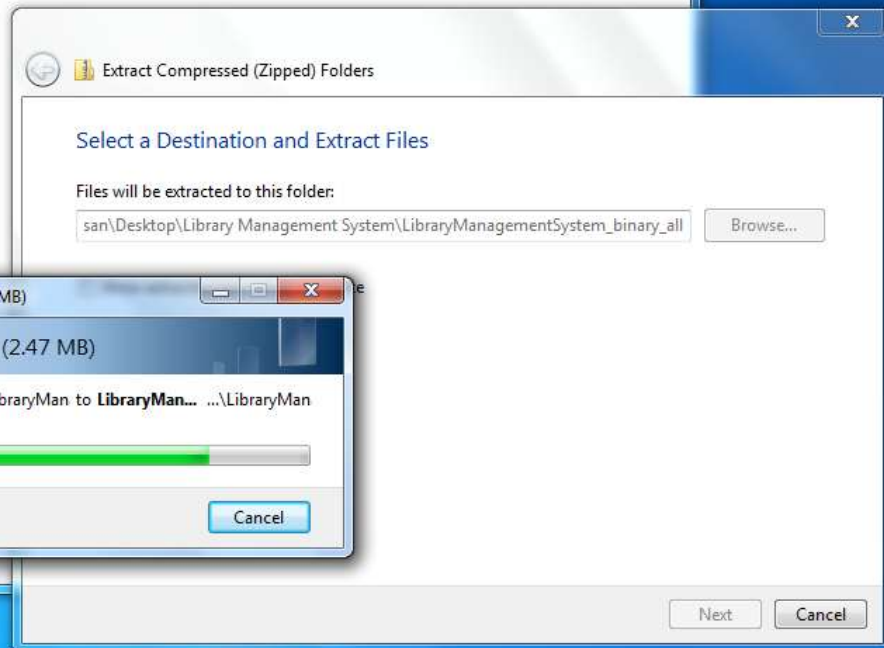 Extract Compressed (Zipped) Folders
Select a Destination and Extract Files
Files will be extracted to this folder:
san\Desktop\Library Management System\LibraryManagementSystem_binary_all
Browse...
MB)
(2.47 MB)
braryMan to LibraryMan... ...\LibraryMan
Cancel
Next
Cancel